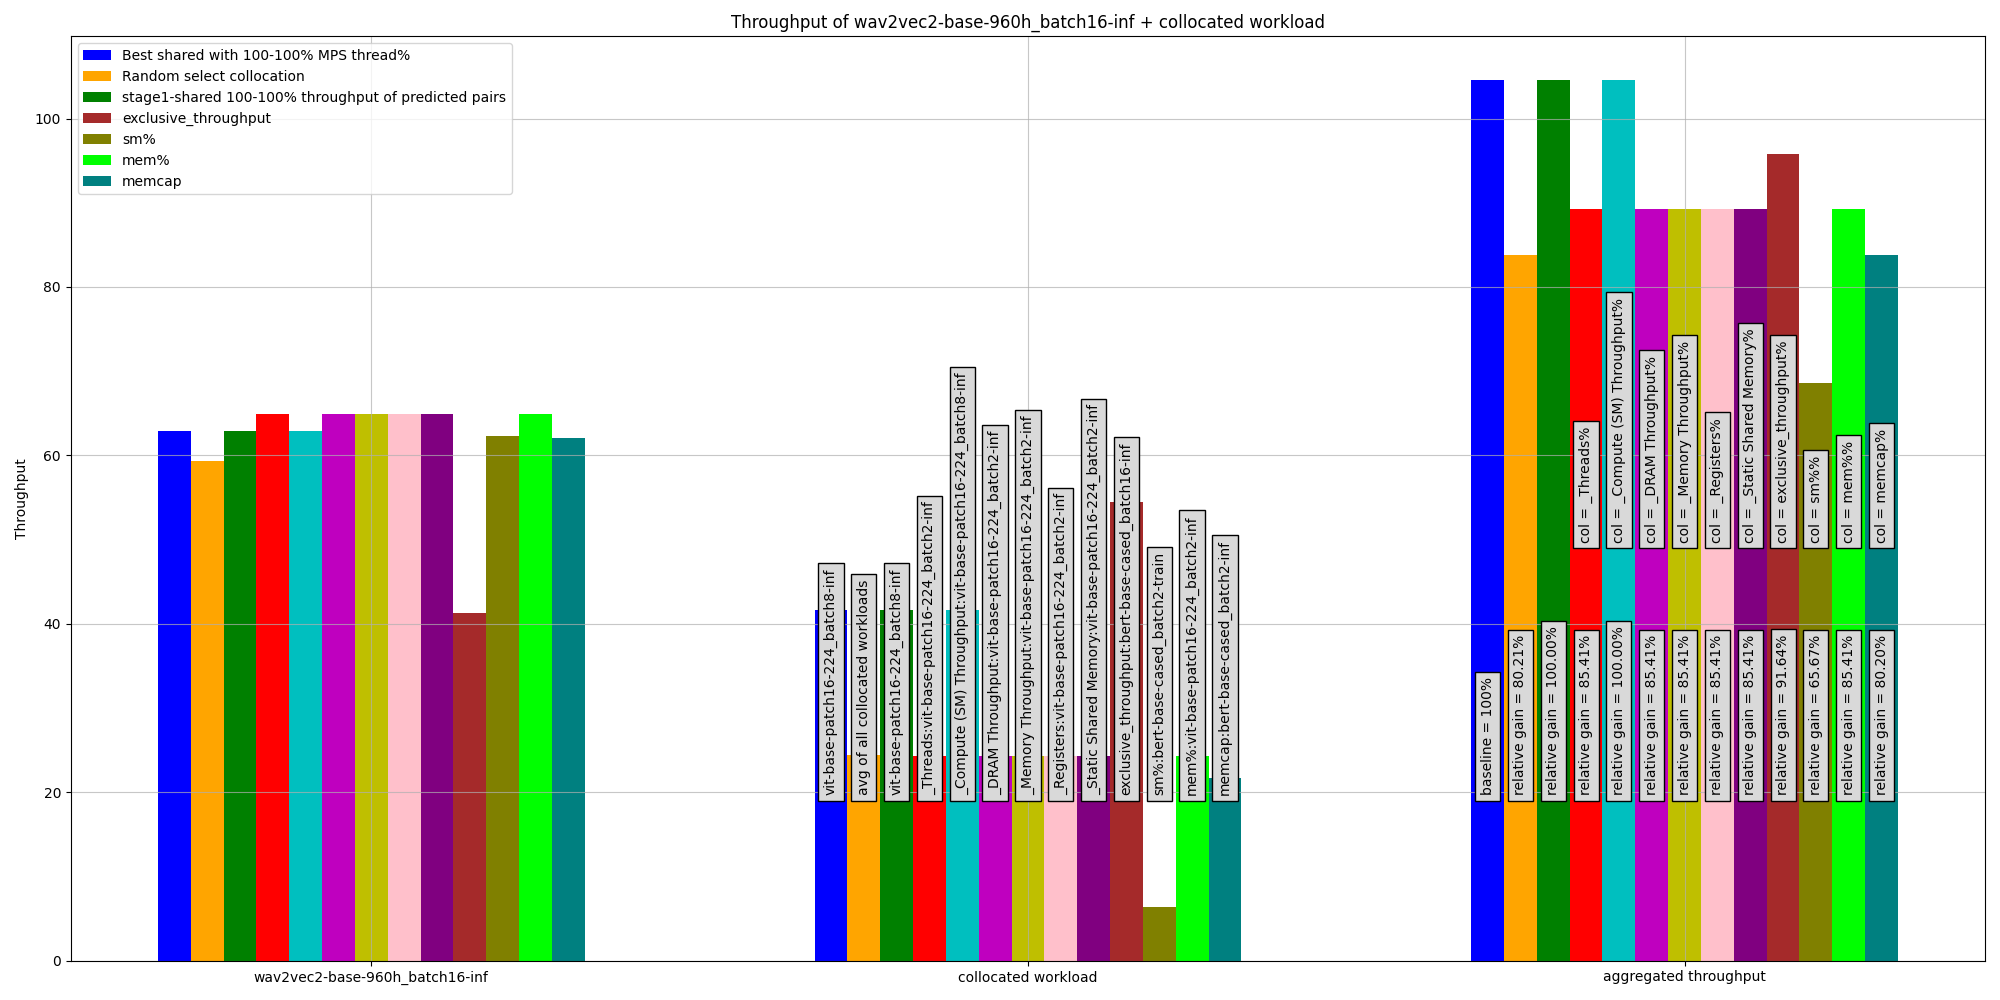 Throughput of wav2vec2-base-960h_batch16-inf + collocated workload
Best shared with 100-100% MPS thread%
Random select collocation
stage1-shared 100-100% throughput of predicted pairs
exclusive_throughput
sm%
mem%
memcap
Throughput
100
80
60
40
20
0
vit-base-patch16-224_batch8-inf
avg of all collocated workloads
vit-base-patch16-224_batch8-inf
_Threads:vit-base-patch16-224_batch2-inf
_Compute (SM) Throughput:vit-base-patch16-224_batch8-inf
_DRAM Throughput:vit-base-patch16-224_batch2-inf
_Memory Throughput:vit-base-patch16-224_batch2-inf
_Registers:vit-base-patch16-224_batch2-inf
_Static Shared Memory:vit-base-patch16-224_batch2-inf
exclusive_throughput:bert-base-cased_batch16-inf
sm%:bert-base-cased_batch2-train
mem%:vit-base-patch16-224_batch2-inf
memcap:bert-base-cased_batch2-inf
col = _Threads%
col = _Compute (SM) Throughput%
col = _DRAM Throughput%
col = _Memory Throughput%
col = _Registers%
col = _Static Shared Memory%
col = exclusive_throughput%
col = sm%%
col = mem%%
col = memcap%
baseline = 100%
relative gain = 80.21%
relative gain = 100.00%
relative gain = 85.41%
relative gain = 100.00%
relative gain = 85.41%
relative gain = 85.41%
relative gain = 85.41%
relative gain = 85.41%
relative gain = 91.64%
relative gain = 65.67%
relative gain = 85.41%
relative gain = 80.20%
wav2vec2-base-960h_batch16-inf
collocated workload
aggregated throughput